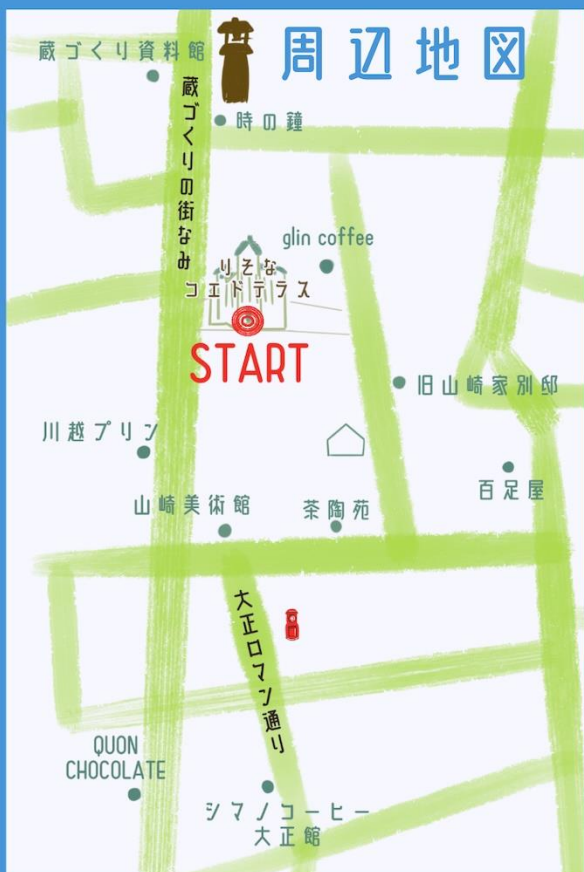 周辺地図
蔵づくり資料館
蔵づくりの街なみ
時の鐘
glin coffee
りそな
コエドテラス
START
旧山崎家別邸
川越プリン
百足屋
山崎美術館
茶陶苑
大正ロマン通り
QUON
CHOCOLATE
シマノコーヒー
大正館